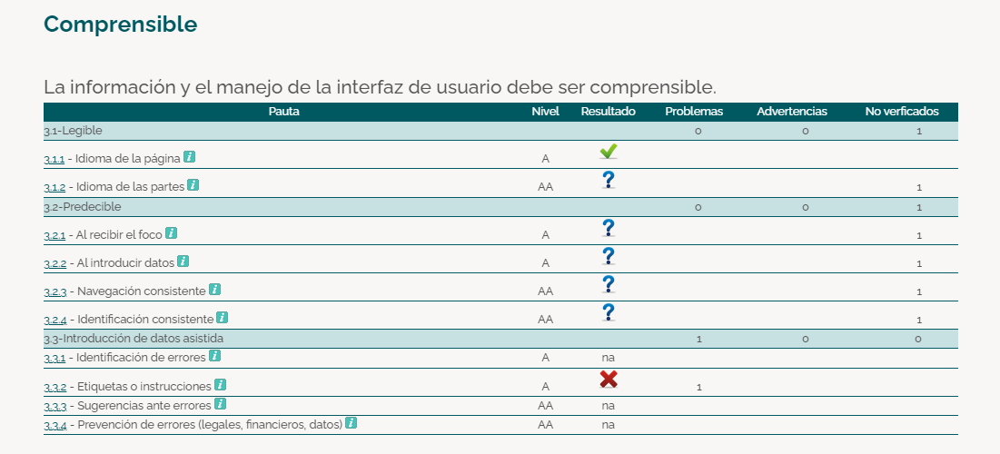 Comprensible
La información y el manejo de la interfaz de usuario debe ser comprensible.
Pauta Nivel Resultado Problemas Advertencias No verficados
3.1-Legible 0 0 1
3.1.1 - Idioma de la página i A
3.1.2 - Idioma de las partes i AA ? 1
3.2-Predecible 0 0 1
3.2.1 - Al recibir el foco i A ? 1
3.2.2 - Al introducir datos i A ? 1
3.2.3 - Navegación consistente i AA ? 1
3.2.4 - Identificación consistente i AA ? 1
3.3-Introducción de datos asistida 1 0 0
3.3.1 - Identificación de errores i A na
3.3.2 - Etiquetas o instrucciones i A 1
3.3.3 - Sugerencias ante errores i AA na
3.3.4 - Prevención de errores (legales, financieros, datos) i AA na